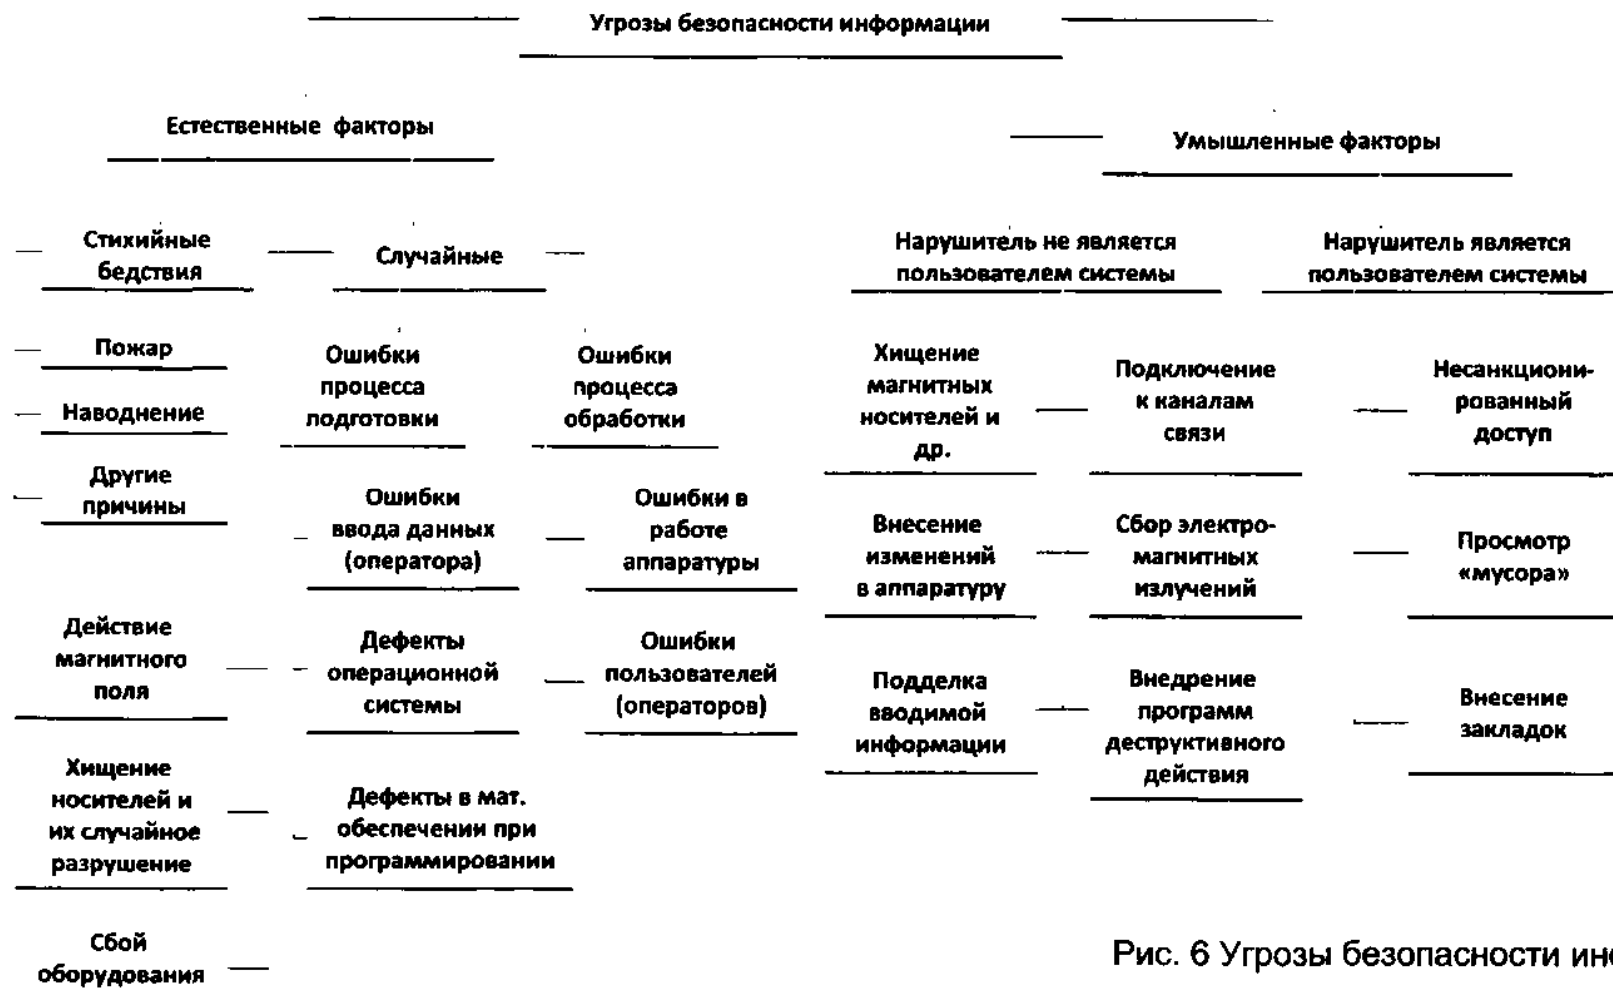 Угрозы безопасности информации
Естественные факторы
Умышленные факторы
Стихийные
бедствия
Случайные
Нарушитель не является
пользователем системы
Нарушитель является
пользователем системы
Пожар
Наводнение
Другие
причины
Ошибки
процесса
подготовки
Ошибки
процесса
обработки
Ошибки
ввода данных
(оператора)
Ошибки в
работе
аппаратуры
Действие
магнитного
поля
Дефекты
операционной
системы
Ошибки
пользователей
(операторов)
Хищение
носителей и
их случайное
разрушение
Дефекты в мат.
обеспечении при
программировании
Сбой
оборудования
Хищение
магнитных
носителей и
др.
Подключение
к каналам
связи
Несанкциони-
рованный
доступ
Внесение
изменений
в аппаратуру
Сбор электро-
магнитных
излучений
Просмотр
«мусора»
Подделка
вводимой
информации
Внедрение
программ
деструктивного
действия
Внесение
закладок
Рис. 6 Угрозы безопасности